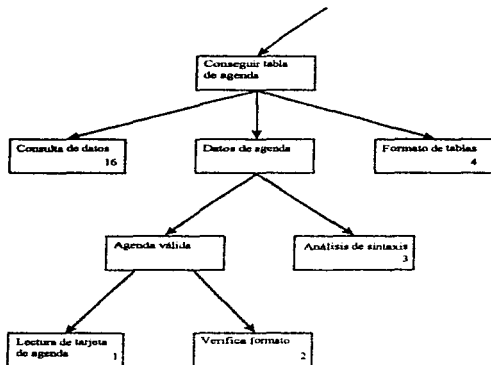 Conseguir tabla
de agenda
Consulta de datos
16
Datos de agenda
Formato de tablas
4
Agenda válida
Análisis de sintaxis
3
Lectura de tarjeta
de agenda
1
Verifica formato
2